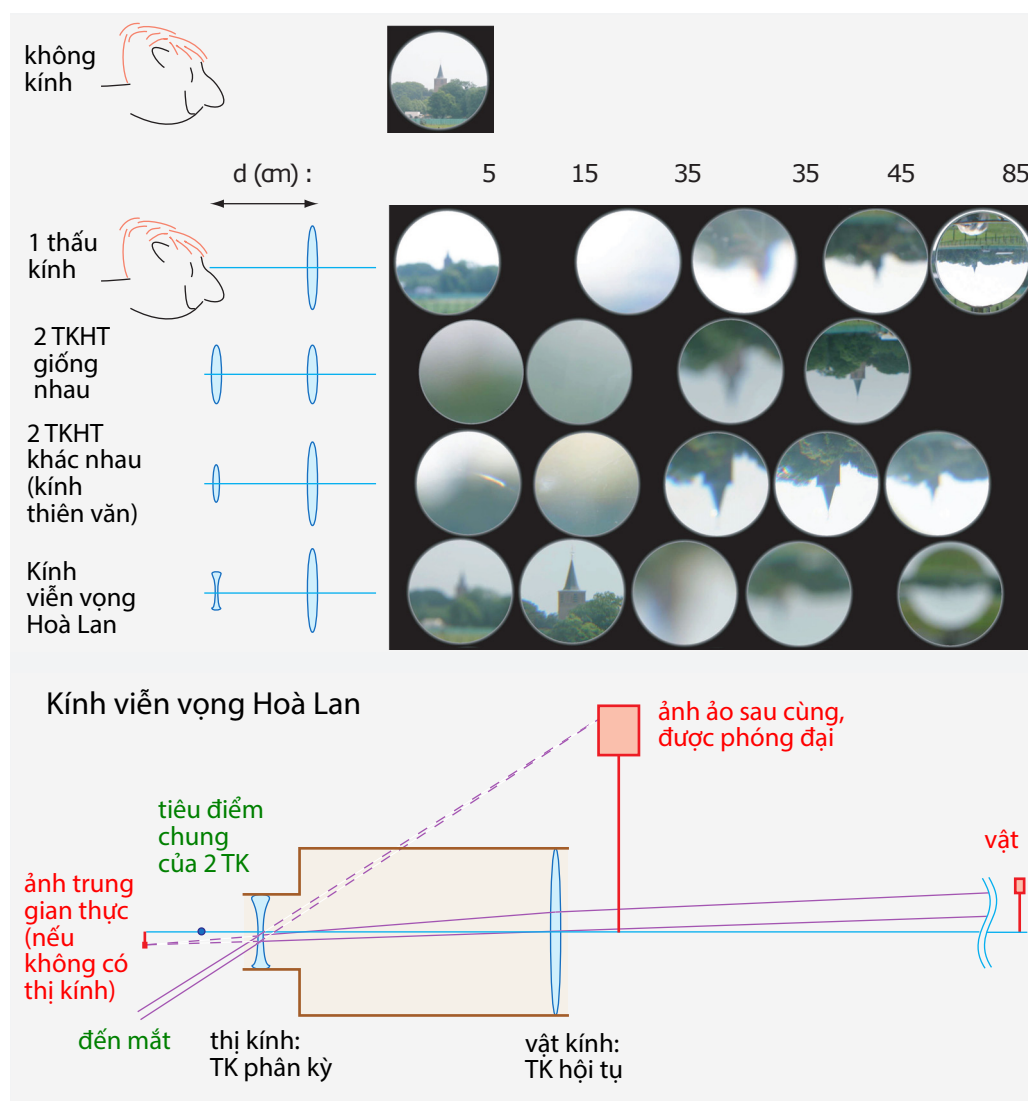 không
kính
d (cm) :
5 15 35 35 45 85
1 thấu
kính
2 TKHT
giống
nhau
2 TKHT
khác nhau
(kính
thiên văn)
Kính
viễn vọng
Hoà Lan
Kính viễn vọng Hoà Lan
ảnh ảo sau cùng,
được phóng đại
tiêu điểm
chung
của 2 TK
vật
ảnh trung
gian thực
(nếu
không có
thị kính)
đến mắt
thị kính:
TK phân kỳ
vật kính:
TK hội tụ